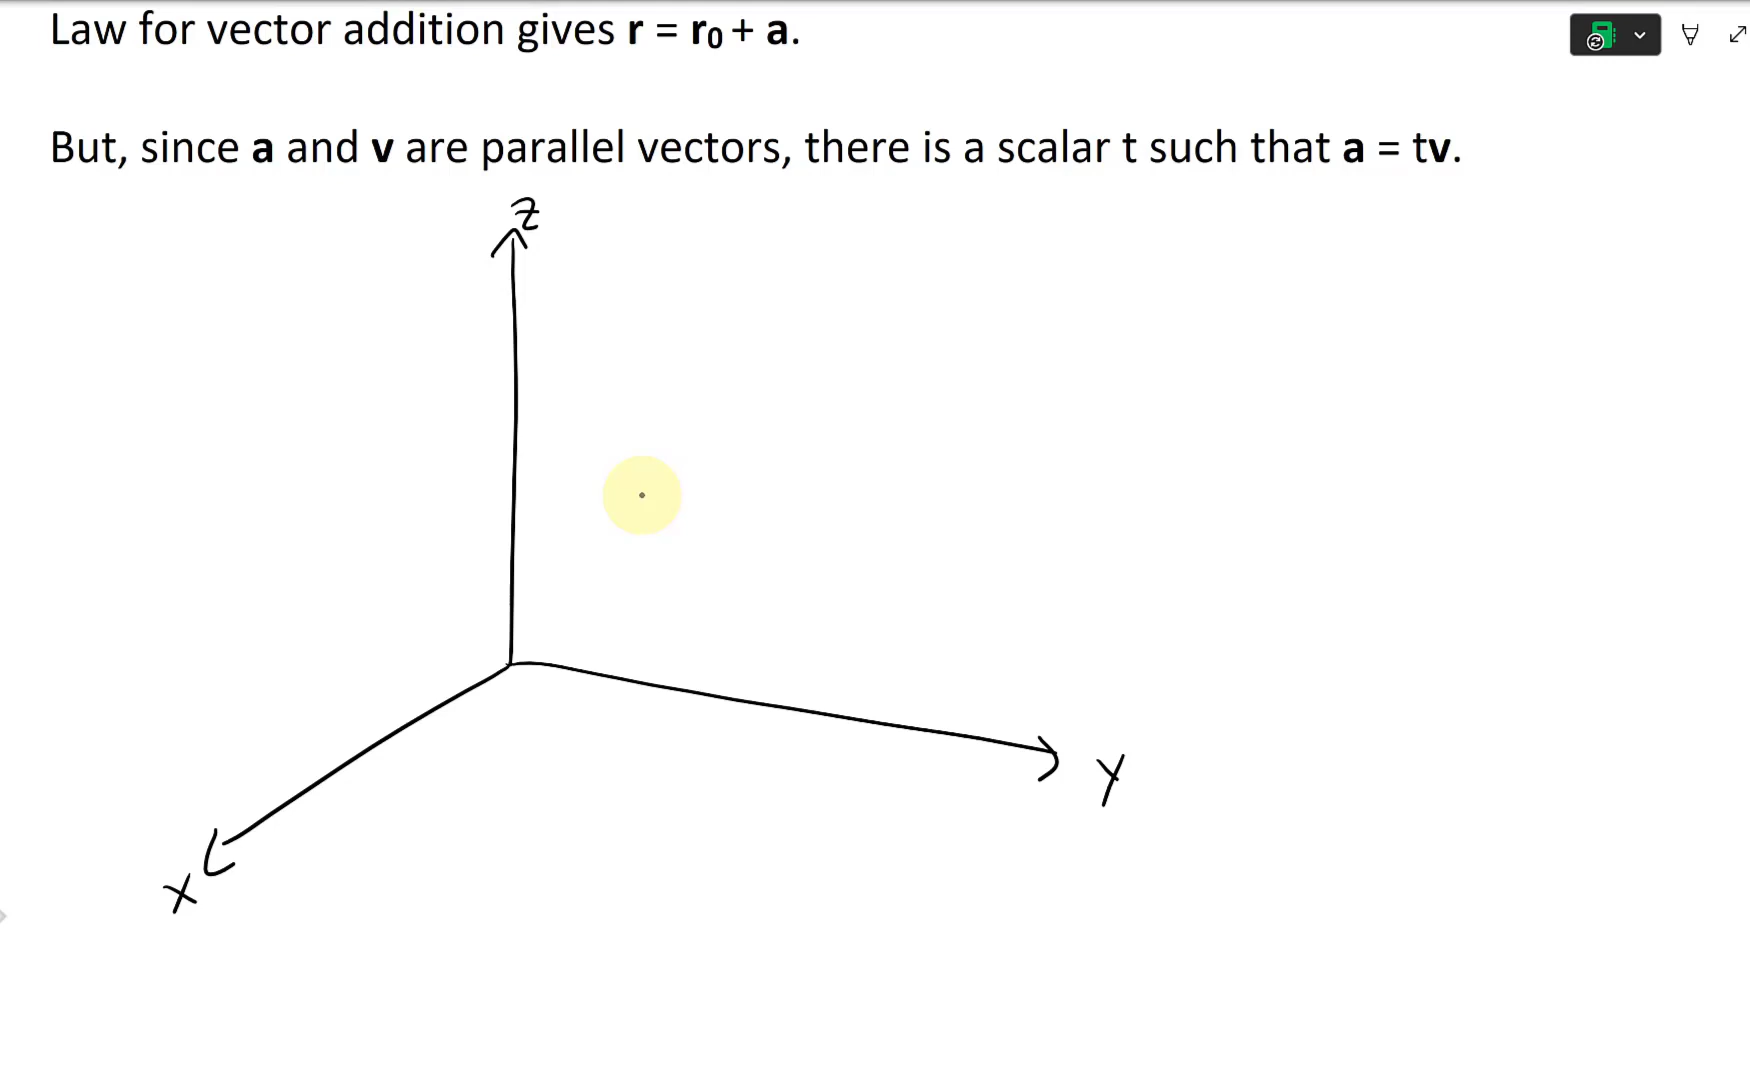 Law for vector addition gives r = r₀ + a.
But, since a and v are parallel vectors, there is a scalar t such that a = tv.
z
y
x